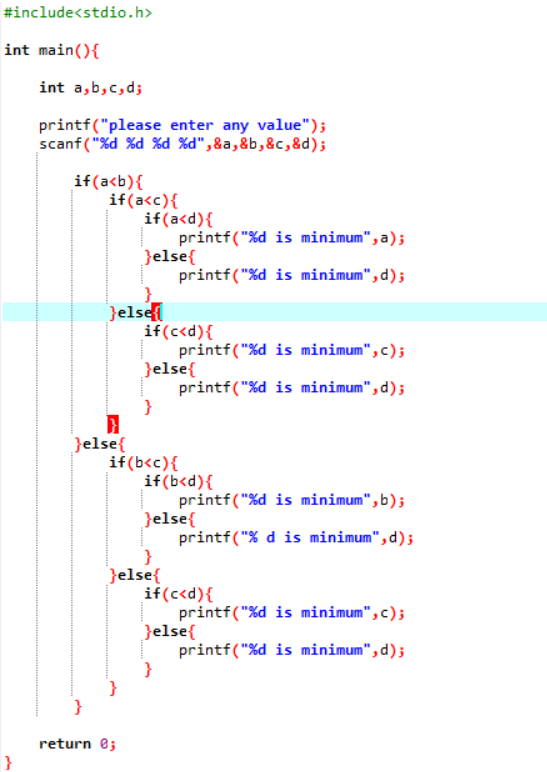 #include<stdio.h>
int main(){
int a,b,c,d;
printf("please enter any value");
scanf("%d %d %d %d",&a,&b,&c,&d);
if(a<b){
if(a<c){
if(a<d){
printf("%d is minimum",a);
}else{
printf("%d is minimum",d);
}
}else{
if(c<d){
printf("%d is minimum",c);
}else{
printf("%d is minimum",d);
}
}
}else{
if(b<c){
if(b<d){
printf("%d is minimum",b);
}else{
printf("% d is minimum",d);
}
}else{
if(c<d){
printf("%d is minimum",c);
}else{
printf("%d is minimum",d);
}
}
}
return 0;
}